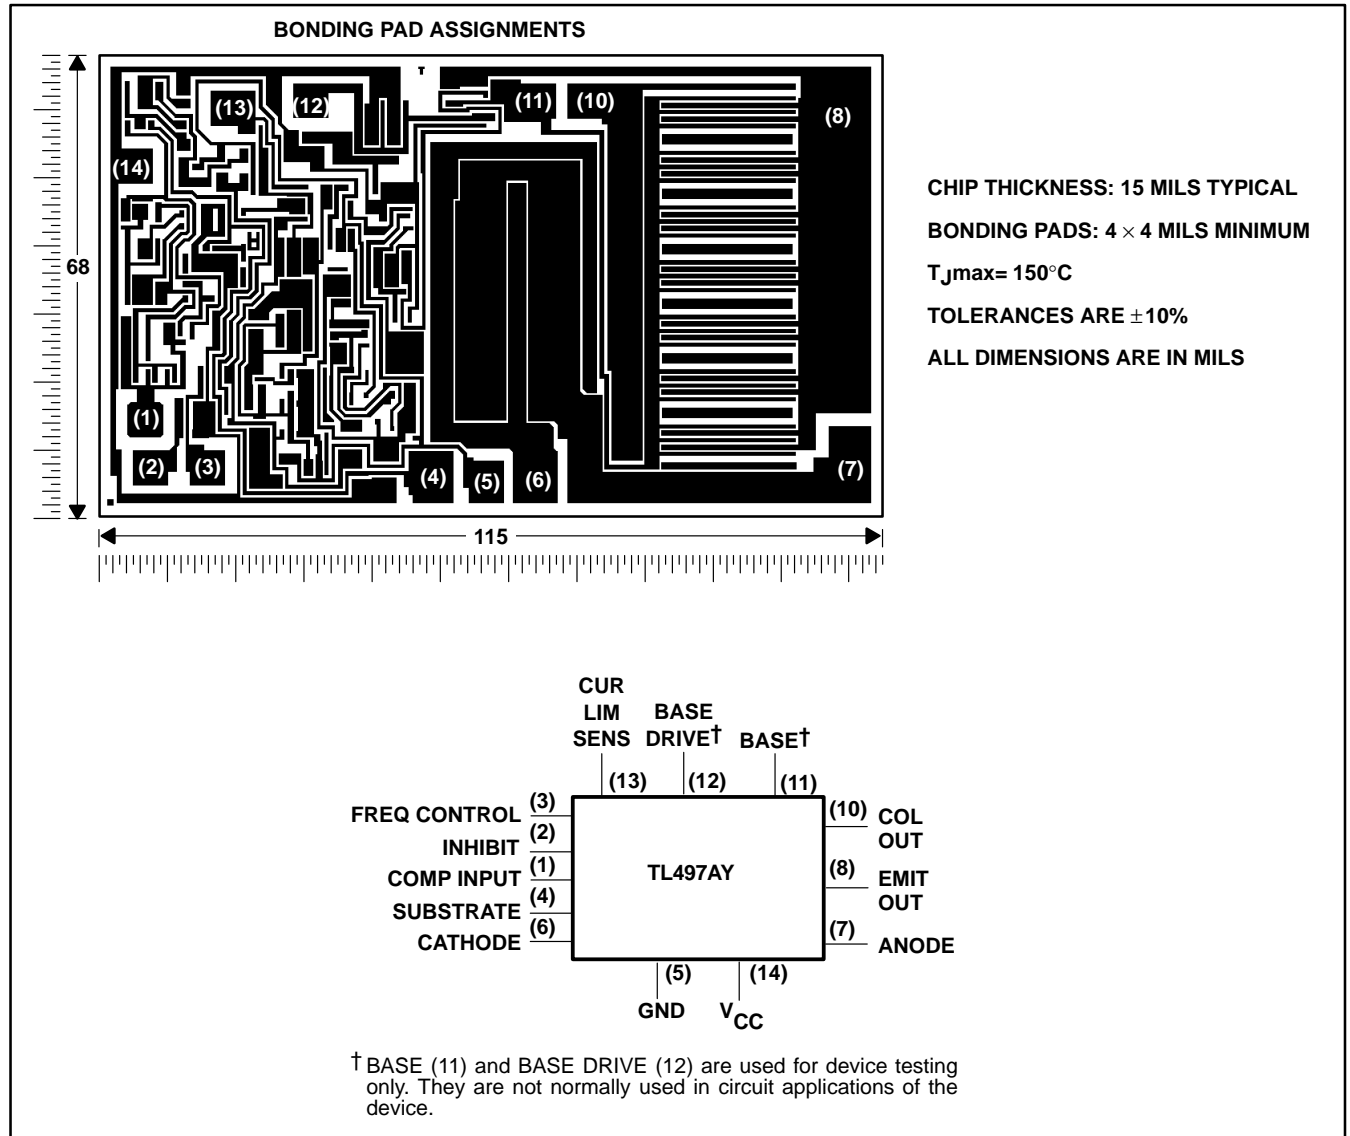 BONDING PAD ASSIGNMENTS
(13)
(12)
(11)
(10)
(8)
(14)
68
(1)
(2)
(3)
(4)
(5)
(6)
(7)
115
CHIP THICKNESS: 15 MILS TYPICAL
BONDING PADS: 4 × 4 MILS MINIMUM
TJmax= 150°C
TOLERANCES ARE ±10%
ALL DIMENSIONS ARE IN MILS
CUR
LIM
SENS
BASE
DRIVE†
BASE†
(13)
(12)
(11)
FREQ CONTROL (3)
INHIBIT (2)
COMP INPUT (1)
SUBSTRATE (4)
CATHODE (6)
TL497AY
(10) COL
OUT
(8) EMIT
OUT
(7) ANODE
(5)
(14)
GND
VCC
† BASE (11) and BASE DRIVE (12) are used for device testing
only. They are not normally used in circuit applications of the
device.